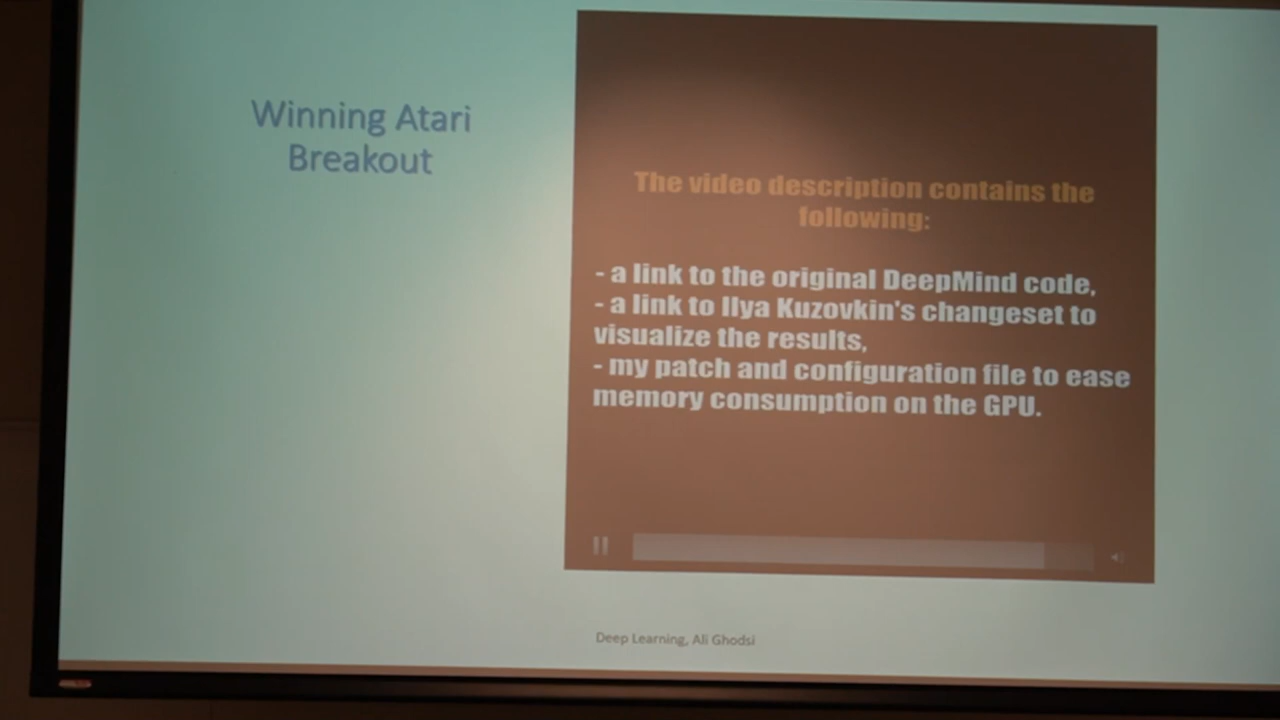 Winning Atari
Breakout
The video description contains the
following:
- a link to the original DeepMind code,
- a link to Ilya Kuzovkin's changeset to
visualize the results,
- my patch and configuration file to ease
memory consumption on the GPU.
Deep Learning, Ali Ghodsi